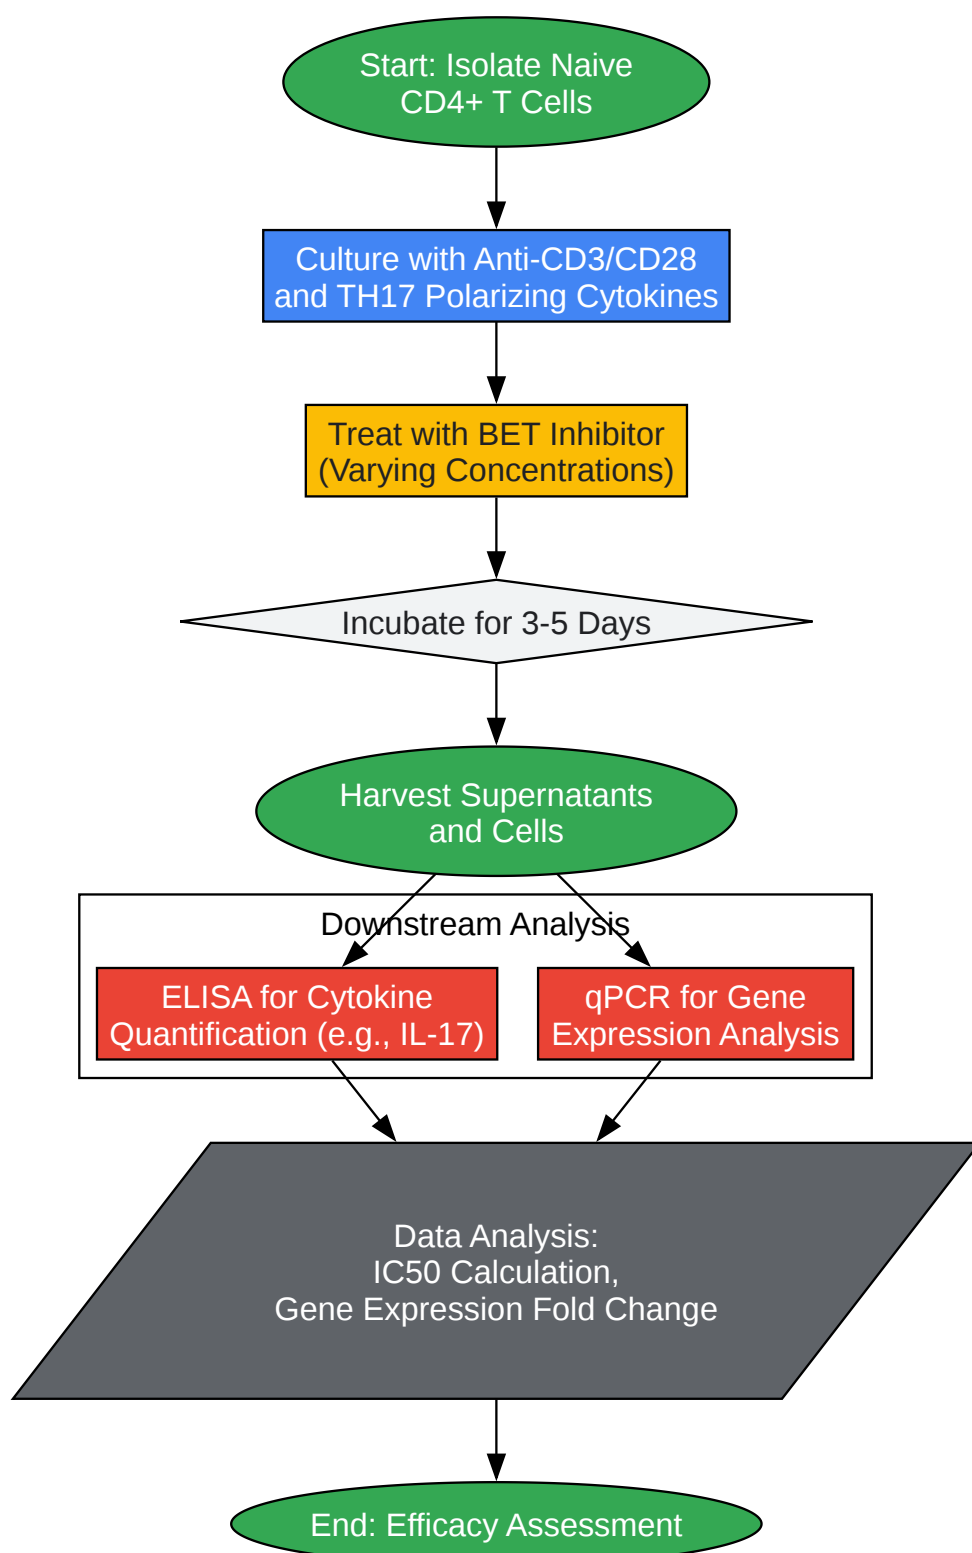 Start: Isolate Naive
CD4+ T Cells
Culture with Anti-CD3/CD28
and TH17 Polarizing Cytokines
Treat with BET Inhibitor
(Varying Concentrations)
Incubate for 3-5 Days
Harvest Supernatants
and Cells
Downstream Analysis
ELISA for Cytokine
Quantification (e.g., IL-17)
qPCR for Gene
Expression Analysis
Data Analysis:
IC50 Calculation,
Gene Expression Fold Change
End: Efficacy Assessment